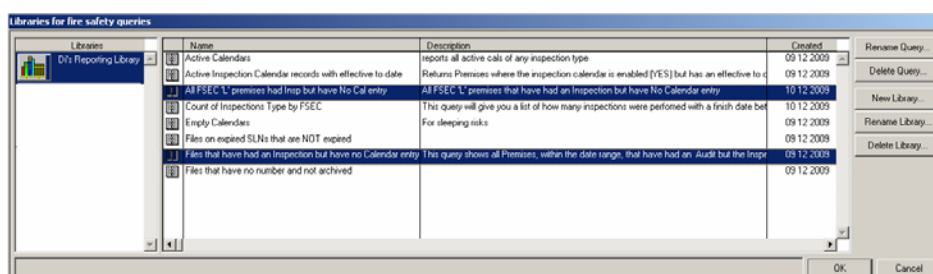 Libraries for fire safety queries
Libraries
Di's Reporting Library
Name Description Created
Active Calendars reports all active cals of any inspection type 09 12 2009
Active Inspection Calendar records with effective to date Returns Premises where the inspection calendar is enabled [YES] but has an effective to d 09 12 2009
All FSEC 'L' premises had Insp but have No Cal entry All FSEC 'L' premises that have had an Inspection but have No Calendar entry 10 12 2009
Count of Inspections Type by FSEC This query will give you a list of how many inspections were perfomed with a finish date bet 10 12 2009
Empty Calendars For sleeping risks 09 12 2009
Files on expired SLNs that are NOT expired 09 12 2009
Files that have had an Inspection but have no Calendar entry This query shows all Premises, within the date range, that have had an Audit but the Inspe 09 12 2009
Files that have no number and not archived 09 12 2009
Rename Query...
Delete Query...
New Library...
Rename Library...
Delete Library...
OK Cancel